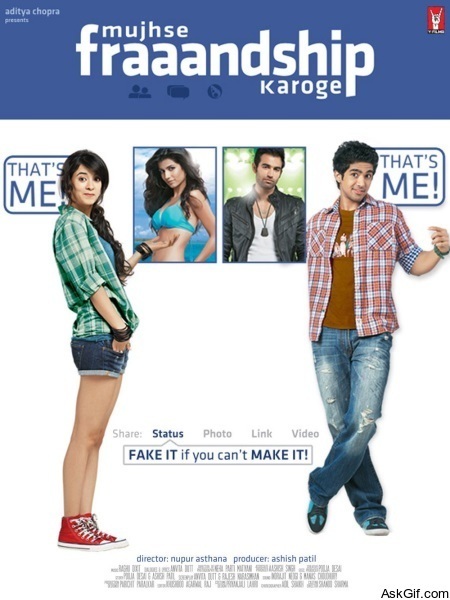 aditya chopra
presents
mujhse
fraaandship
Karoge
Y-FILMS
THAT'S
ME!
THAT'S
ME!
Share: Status Photo Link Video
FAKE IT if you can't MAKE IT!
director: nupur asthana producer: ashish patil
AskGif.com